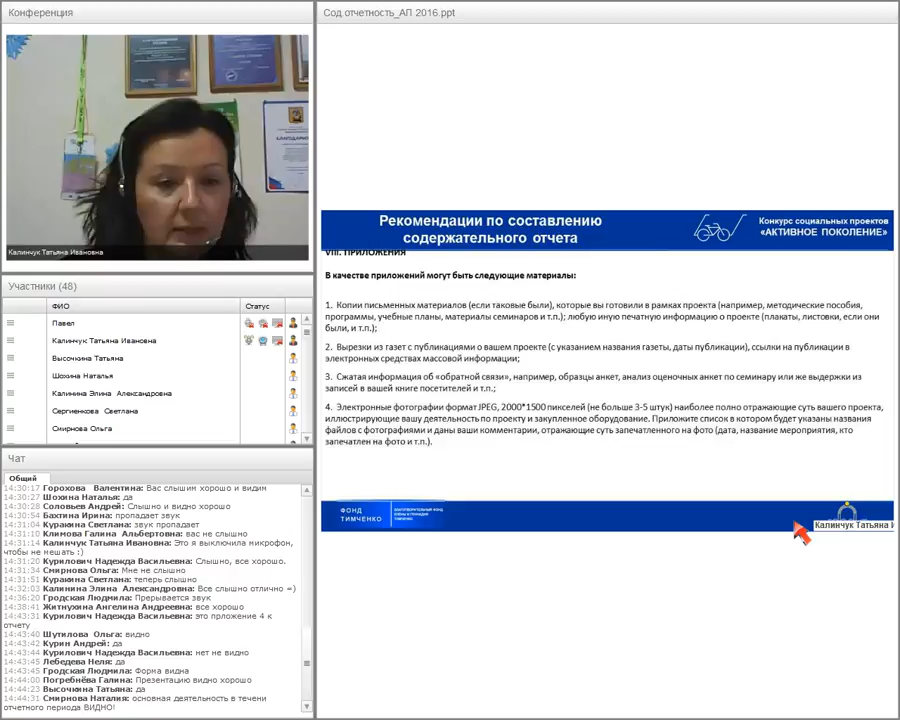 Конференция
Калинчук Татьяна Ивановна
Участники (48)
ФИО
Статус
Павел
Калинчук Татьяна Ивановна
Высочкина Татьяна
Шохина Наталья
Калинина Элина Александровна
Сергиенкова Светлана
Смирнова Ольга
Чат
Общий
14:30:17 Горохова Валентина: Вас слышим хорошо и видим
14:30:27 Шохина Наталья: да
14:30:28 Соловьев Андрей: Слышно и видно хорошо
14:30:54 Бахтина Ирина: пропадает звук
14:31:04 Куракина Светлана: звук пропадает
14:31:10 Климова Галина Альбертовна: вас не слышно
14:31:14 Калинчук Татьяна Ивановна: Это я выключила микрофон,
чтобы не мешать :)
14:31:20 Курилович Надежда Васильевна: Слышно, все хорошо.
14:31:34 Смирнова Ольга: Мне не слышно
14:31:51 Куракина Светлана: теперь слышно
14:32:03 Калинина Элина Александровна: Все слышно отлично =)
14:36:20 Гродская Людмила: Прерывается звук
14:38:41 Житнухина Ангелина Андреевна: все хорошо
14:43:31 Курилович Надежда Васильевна: это прложение 4 к
отчету
14:43:40 Шутилова Ольга: видно
14:43:42 Курин Андрей: да
14:43:44 Курилович Надежда Васильевна: нет не видно
14:43:45 Лебедева Неля: да
14:43:45 Гродская Людмила: Форма видна
14:44:00 Погребнёва Галина: Презентацию видно хорошо
14:44:23 Высочкина Татьяна: да
14:44:31 Смирнова Наталия: основная деятельность в течени
отчетного периода ВИДНО!
Сод.отчетность_АП 2016.ppt
Рекомендации по составлению
содержательного отчета
Конкурс социальных проектов
«АКТИВНОЕ ПОКОЛЕНИЕ»
VIII. ПРИЛОЖЕНИЯ
В качестве приложений могут быть следующие материалы:
1. Копии письменных материалов (если таковые были), которые вы готовили в рамках проекта (например, методические пособия,
программы, учебные планы, материалы семинаров и т.п.); любую иную печатную информацию о проекте (плакаты, листовки, если они
были, и т.п.);
2. Вырезки из газет с публикациями о вашем проекте (с указанием названия газеты, даты публикации), ссылки на публикации в
электронных средствах массовой информации;
3. Сжатая информация об «обратной связи», например, образцы анкет, анализ оценочных анкет по семинару или же выдержки из
записей в вашей книге посетителей и т.п.;
4. Электронные фотографии формат JPEG, 2000*1500 пикселей (не больше 3-5 штук) наиболее полно отражающие суть вашего проекта,
иллюстрирующие вашу деятельность по проекту и закупленное оборудование. Приложите список в котором будет указаны названия
файлов с фотографиями и даны ваши комментарии, отражающие суть запечатленного на фото (дата, название мероприятия, кто
запечатлен на фото и т.п.).
ФОНД
ТИМЧЕНКО
БЛАГОТВОРИТЕЛЬНЫЙ ФОНД
ЕЛЕНЫ И ГЕННАДИЯ
ТИМЧЕНКО
Калинчук Татьяна И